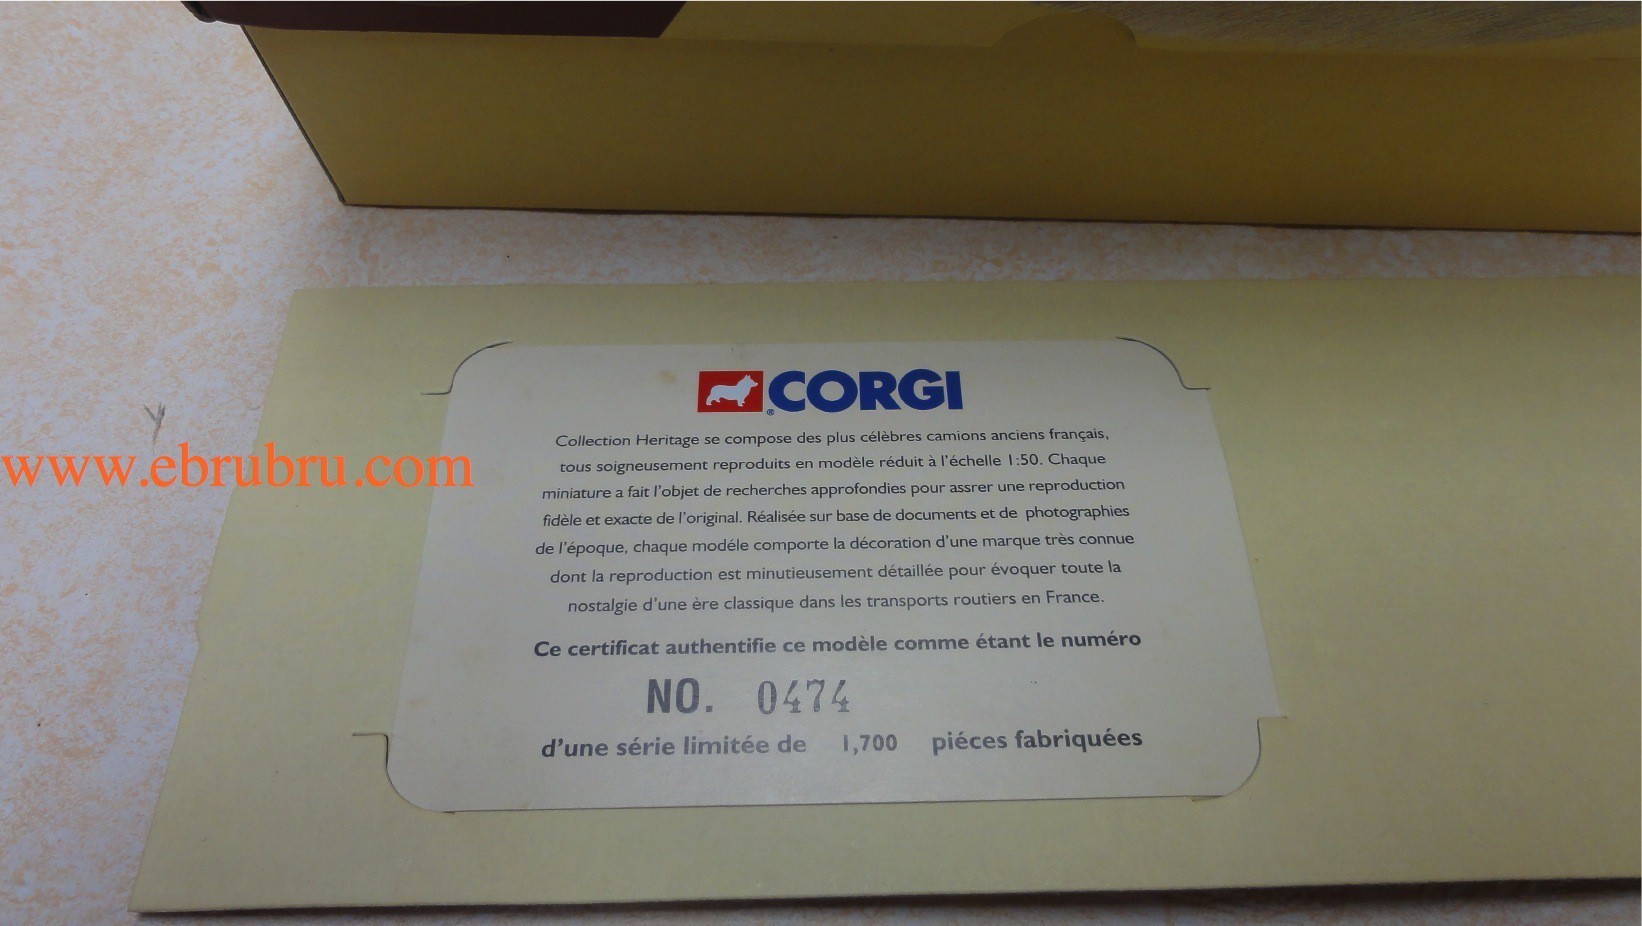 CORGI
Collection Heritage se compose des plus célèbres camions anciens français,
tous soigneusement reproduits en modèle réduit à l'échelle 1:50. Chaque
miniature a fait l'objet de recherches approfondies pour assrer une reproduction
fidèle et exacte de l'original. Réalisée sur base de documents et de photographies
de l'époque, chaque modéle comporte la décoration d'une marque très connue
dont la reproduction est minutieusement détaillée pour évoquer toute la
nostalgie d'une ère classique dans les transports routiers en France.
Ce certificat authentifie ce modèle comme étant le numéro
NO. 0474
d'une série limitée de 1,700 piéces fabriquées
www.ebrubru.com